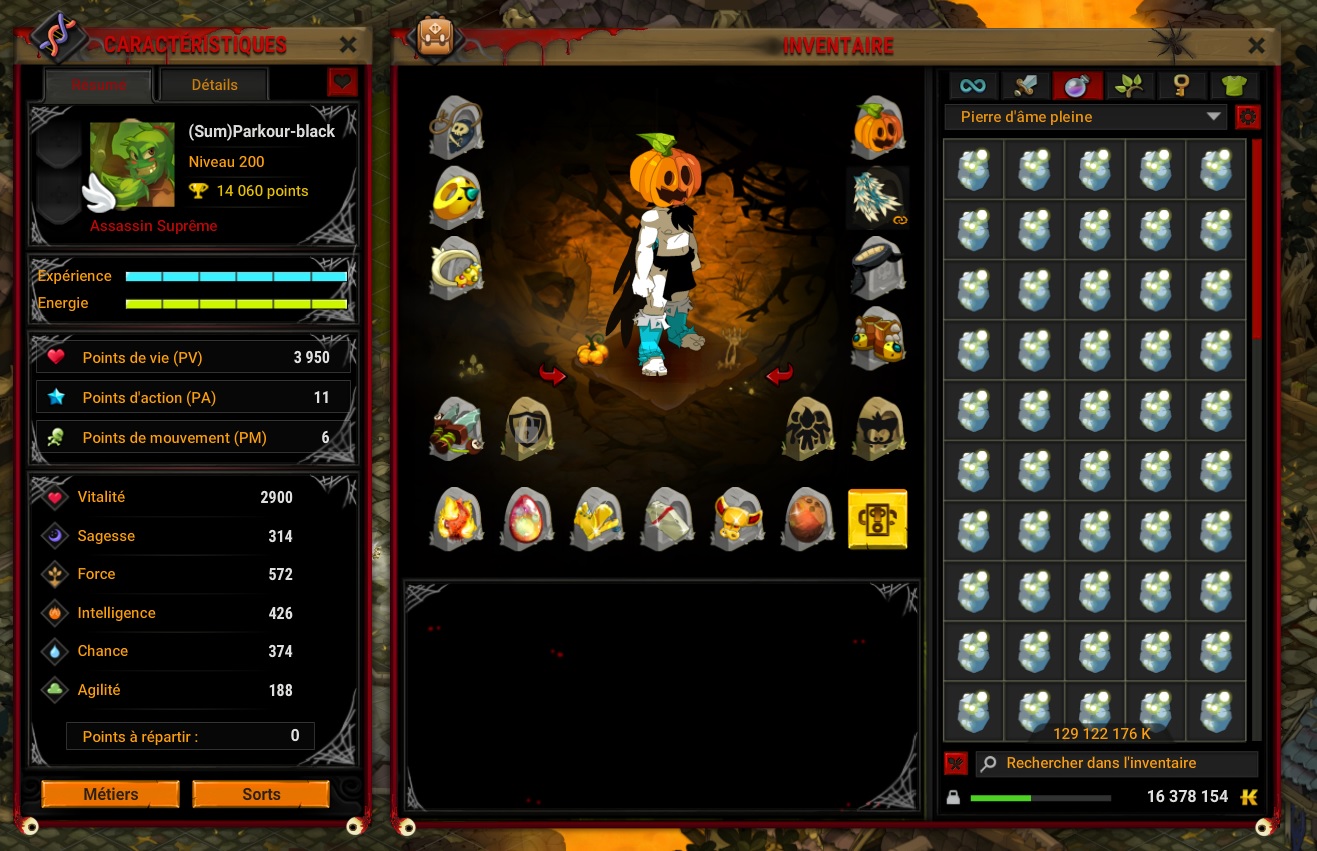 CARACTÉRISTIQUES
Résumé
Détails
(Sum)Parkour-black
Niveau 200
14 060 points
Assassin Suprême
Expérience
Energie
Points de vie (PV) 3 950
Points d'action (PA) 11
Points de mouvement (PM) 6
Vitalité 2900
Sagesse 314
Force 572
Intelligence 426
Chance 374
Agilité 188
Points à répartir : 0
Métiers
Sorts
INVENTAIRE
Pierre d'âme pleine
129 122 176 K
Rechercher dans l'inventaire
16 378 154